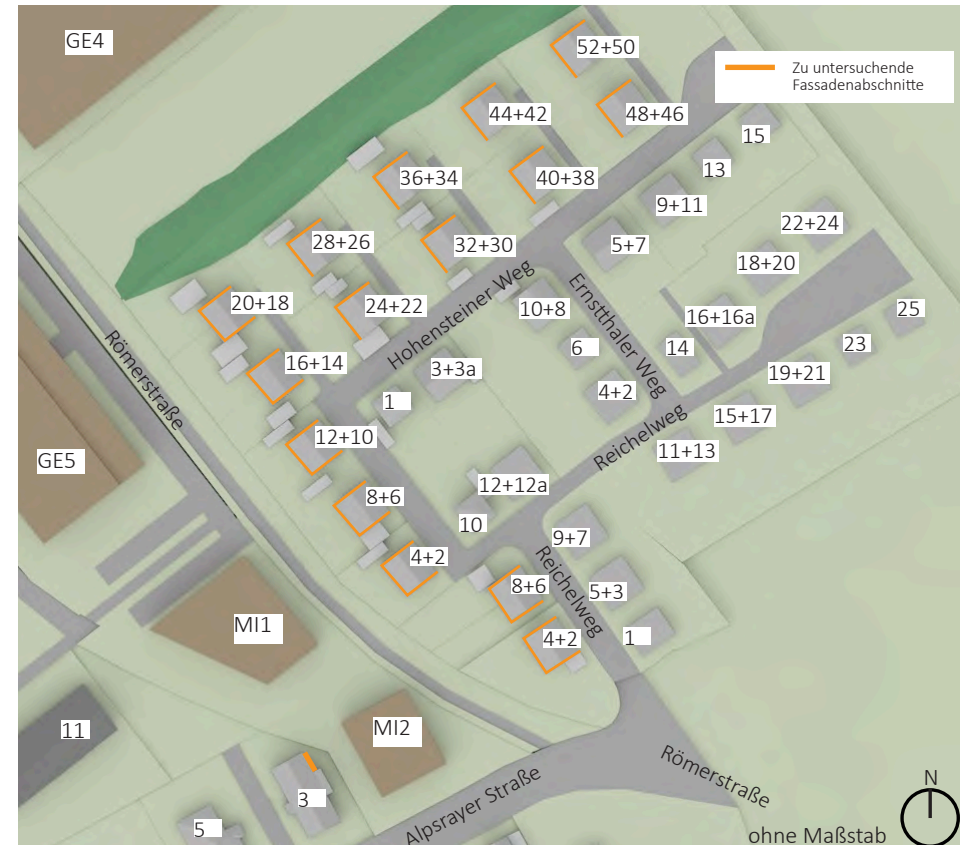 GE4
52+50
Zu untersuchende
Fassadenabschnitte
44+42
48+46
15
36+34
40+38
13
9+11
28+26
32+30
5+7
22+24
18+20
20+18
24+22
10+8
Hohensteiner Weg
Ernstthaler Weg
16+16a
25
Römerstraße
16+14
3+3a
6
14
23
19+21
1
4+2
15+17
12+10
Reichelweg
11+13
GE5
12+12a
8+6
10
9+7
4+2
Reichelweg
8+6
5+3
MI1
4+2
1
11
MI2
3
5
Alpsrayer Straße
Römerstraße
N
ohne Maßstab